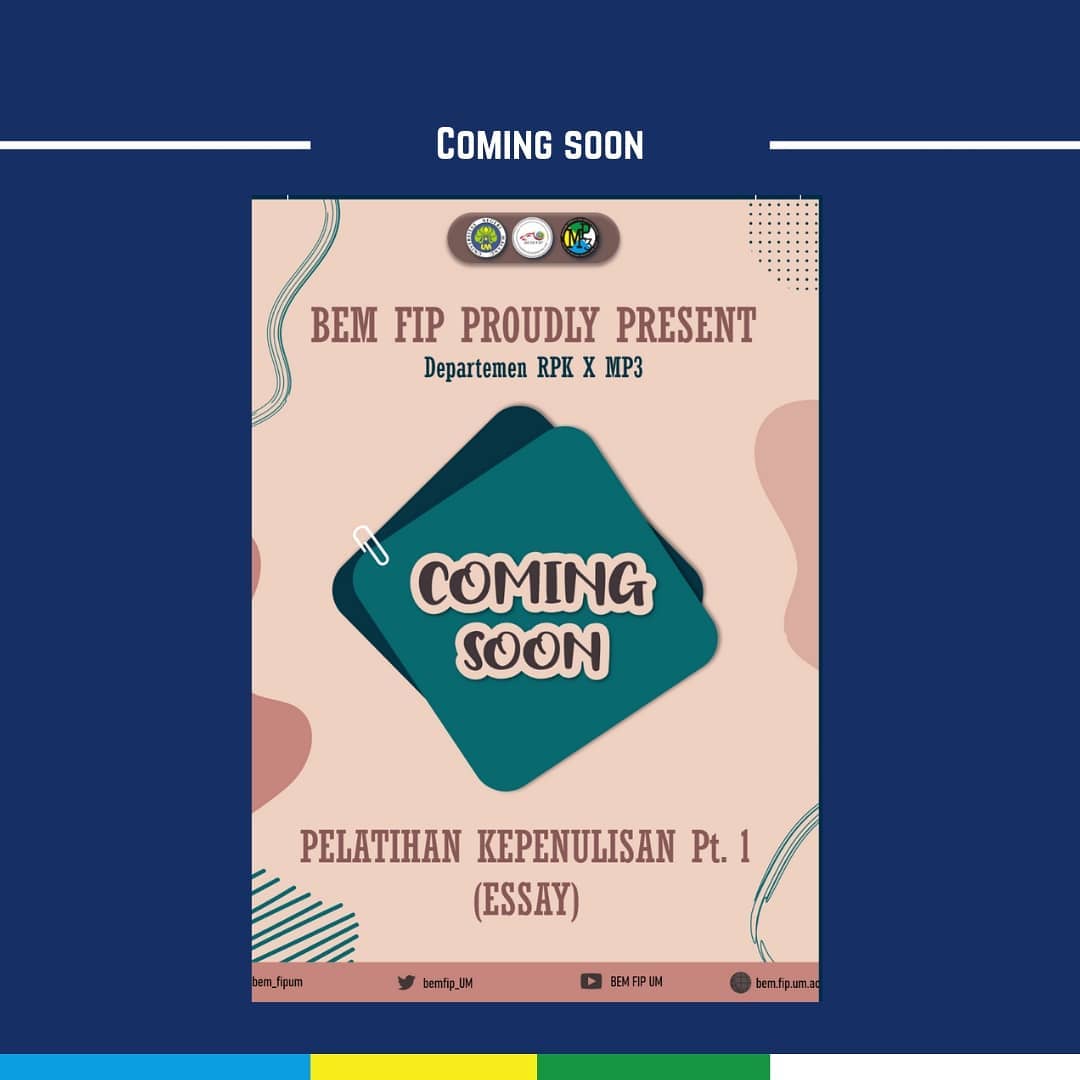 COMING SOON
BEM FIP PROUDLY PRESENT
Departemen RPK X MP3
COMING
SOON
PELATIHAN KEPENULISAN Pt. 1
(ESSAY)
bem_fipum
bemfip_UM
BEM FIP UM
bem.fip.um.ac